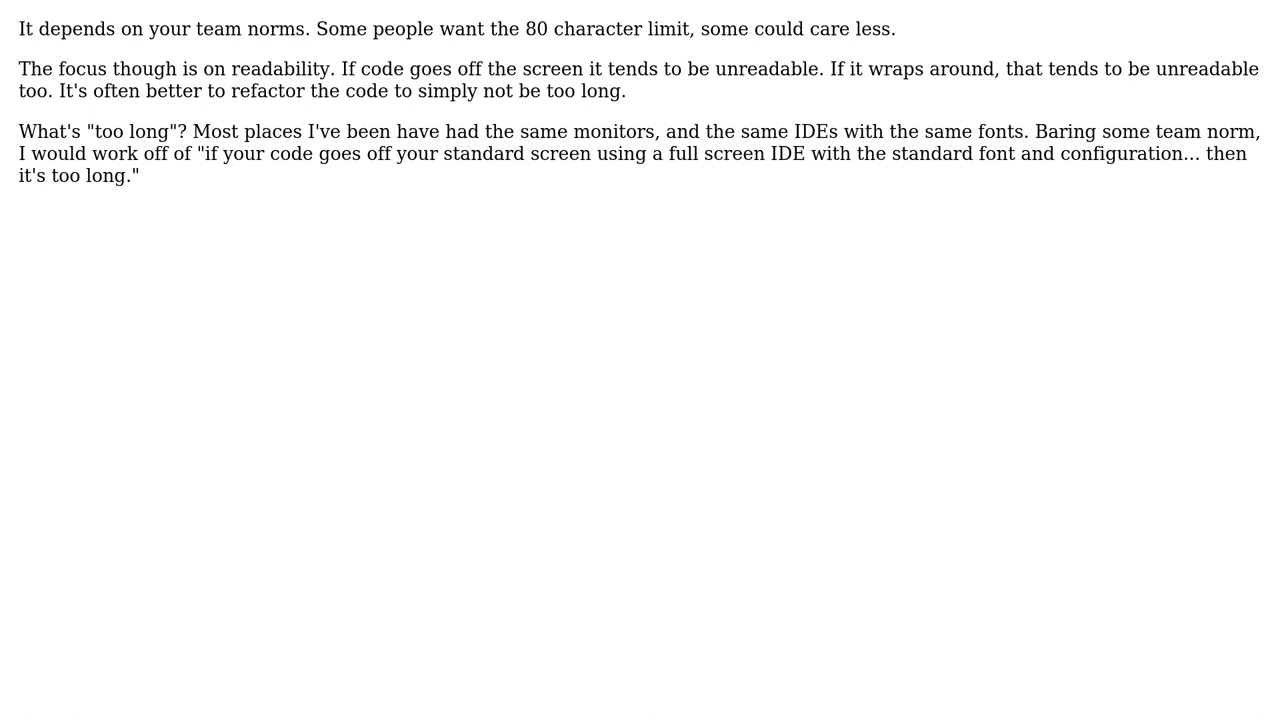 It depends on your team norms. Some people want the 80 character limit, some could care less.
The focus though is on readability. If code goes off the screen it tends to be unreadable. If it wraps around, that tends to be unreadable
too. It's often better to refactor the code to simply not be too long.
What's "too long"? Most places I've been have had the same monitors, and the same IDEs with the same fonts. Baring some team norm,
I would work off of "if your code goes off your standard screen using a full screen IDE with the standard font and configuration... then
it's too long."